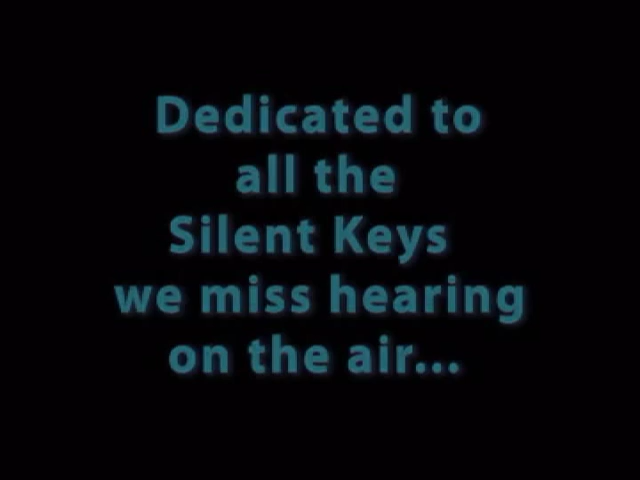 Dedicated to
all the
Silent Keys
we miss hearing
on the air...